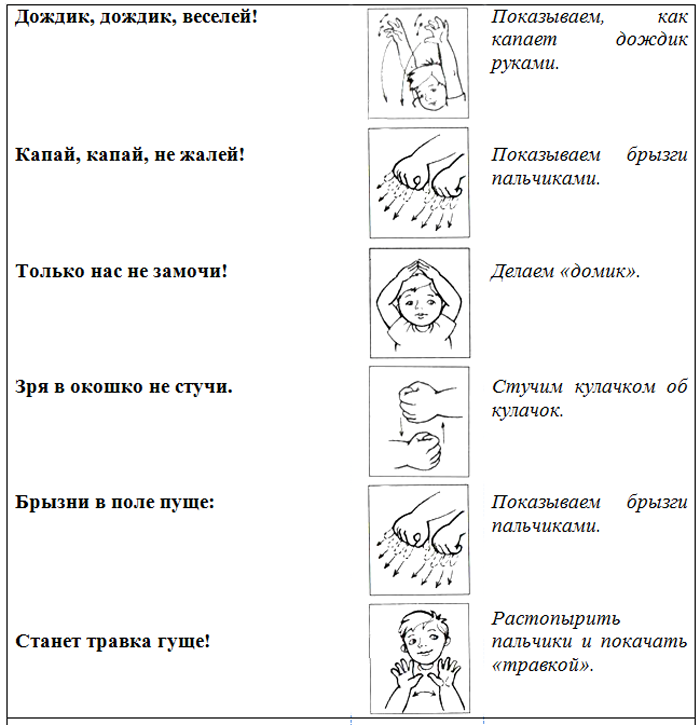 Дождик, дождик, веселей!
Показываем, как
капает дождик
руками.
Капай, капай, не жалей!
Показываем брызги
пальчиками.
Только нас не замочи!
Делаем «домик».
Зря в окошко не стучи.
Стучим кулачком об
кулачок.
Брызни в поле пуще:
Показываем брызги
пальчиками.
Станет травка гуще!
Растопырить
пальчики и покачать
«травкой».